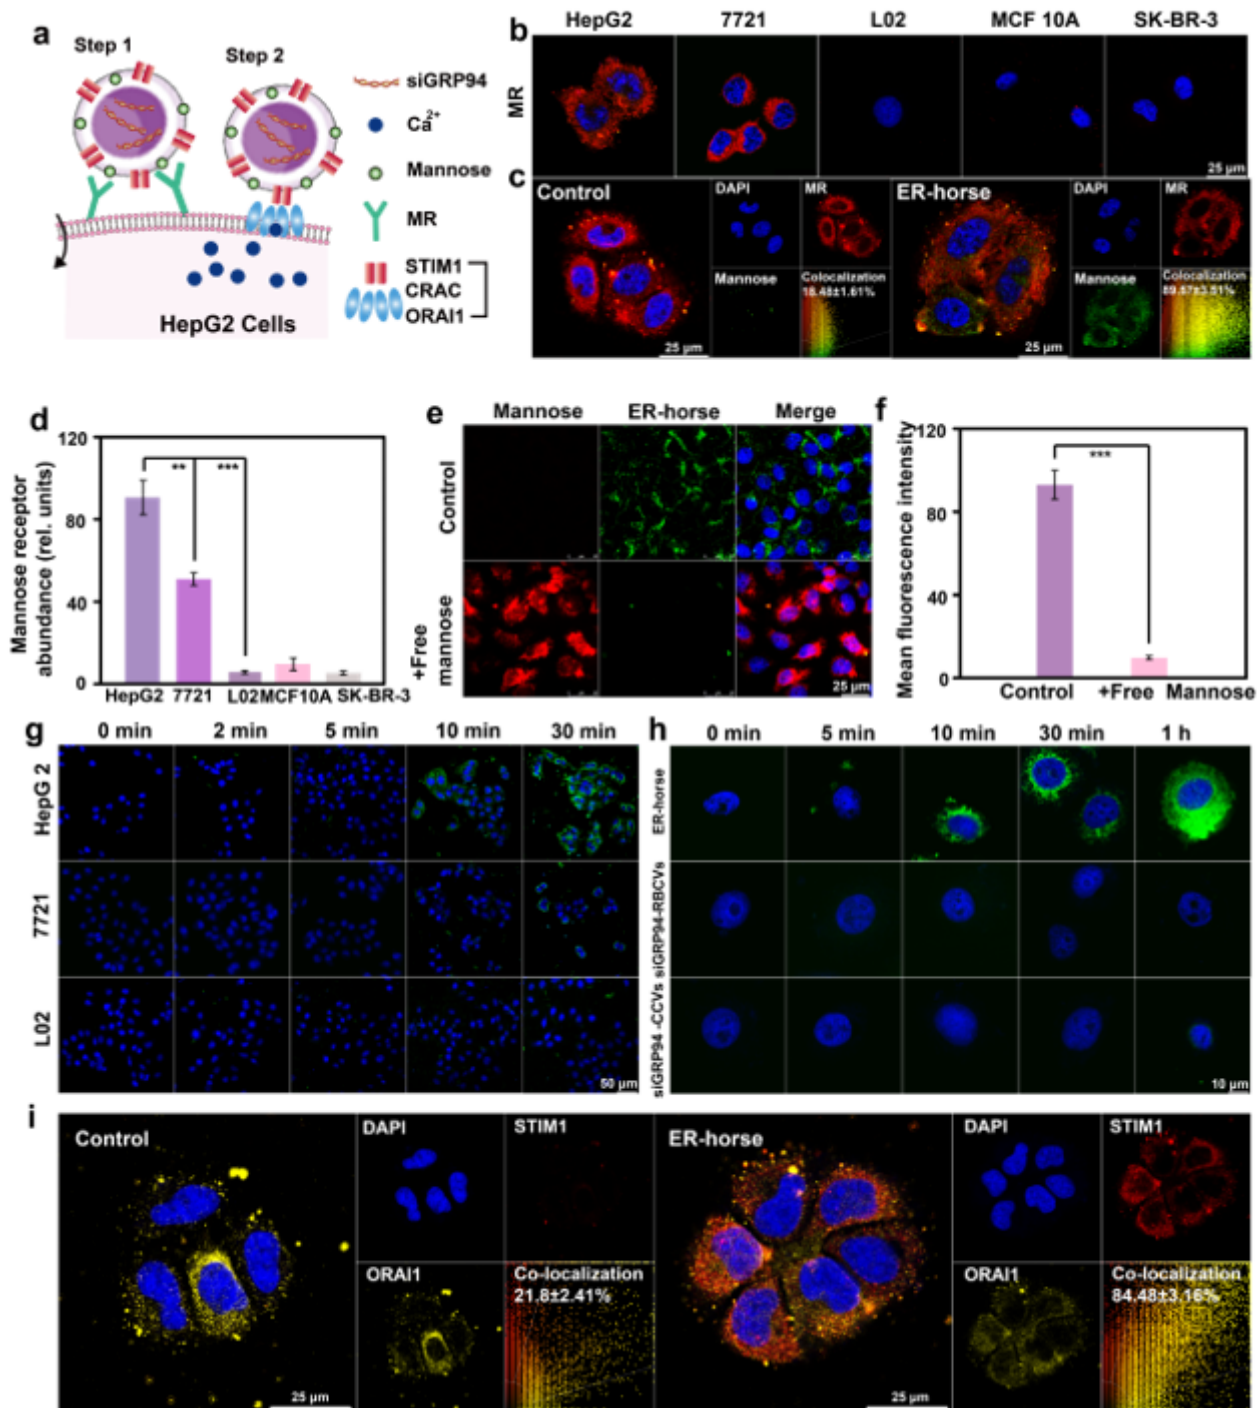 a
Step 1
Step 2
siGRP94
Ca2+
Mannose
MR
STIM1
CRAC
ORAI1
HepG2 Cells
b
HepG2 7721 L02 MCF 10A SK-BR-3
MR
25 μm
c
Control
DAPI
MR
Mannose
Colocalization
18.48±1.61%
25 μm
ER-horse
DAPI
MR
Mannose
Colocalization
89.87±3.51%
25 μm
d
Mannose receptor
abundance (rel. units)
120
80
40
0
** ***
HepG2 7721 L02 MCF10A SK-BR-3
e
Mannose ER-horse Merge
Control
+Free
mannose
25 μm
f
Mean fluorescence intensity
120
80
40
0
***
Control +Free Mannose
g
0 min 2 min 5 min 10 min 30 min
HepG 2
7721
L02
50 μm
h
0 min 5 min 10 min 30 min 1 h
ER-horse
siGRP94-RBCVs
siGRP94 -CCVs
10 μm
i
Control
DAPI
STIM1
ORAI1
Co-localization
21.8±2.41%
25 μm
ER-horse
DAPI
STIM1
ORAI1
Co-localization
84.48±3.16%
25 μm